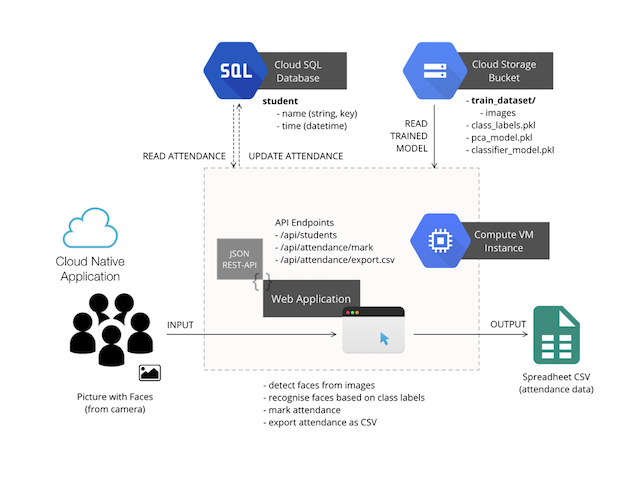 SQL
Cloud SQL
Database
student
- name (string, key)
- time (datetime)
Cloud Storage
Bucket
- train_dataset/
- images
- class_labels.pkl
- pca_model.pkl
- classifier_model.pkl
READ
TRAINED
MODEL
READ ATTENDANCE
UPDATE ATTENDANCE
Cloud Native
Application
API Endpoints
- /api/students
- /api/attendance/mark
- /api/attendance/export.csv
JSON
REST-API
{ }
Compute VM
Instance
Web Application
INPUT
OUTPUT
Picture with Faces
(from camera)
- detect faces from images
- recognise faces based on class labels
- mark attendance
- export attendance as CSV
Spreadheet CSV
(attendance data)